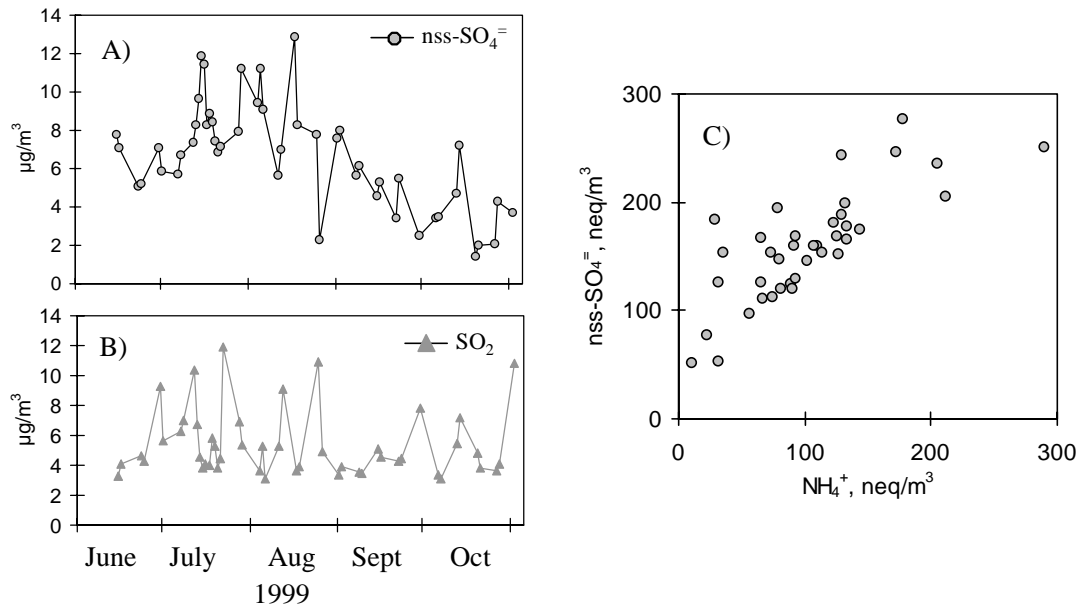 A)
nss-SO₄⁼
µg/m³
14
12
10
8
6
4
2
0
B)
SO₂
µg/m³
14
12
10
8
6
4
2
0
June July Aug Sept Oct
1999
C)
nss-SO₄⁼, neq/m³
300
200
100
0
0 100 200 300
NH₄⁺, neq/m³